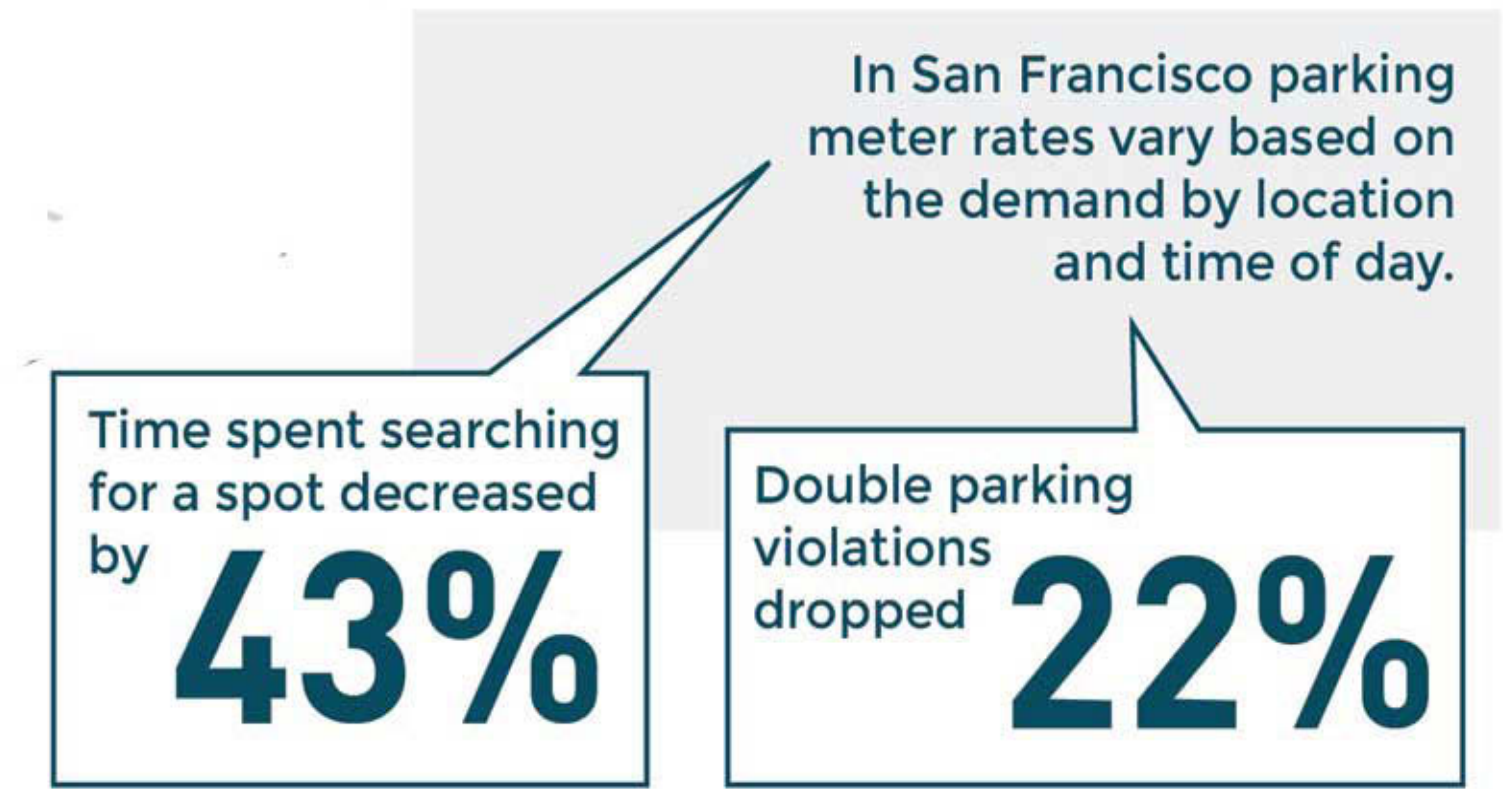 In San Francisco parking
meter rates vary based on
the demand by location
and time of day.
Time spent searching
for a spot decreased
by 43%
Double parking
violations
dropped 22%